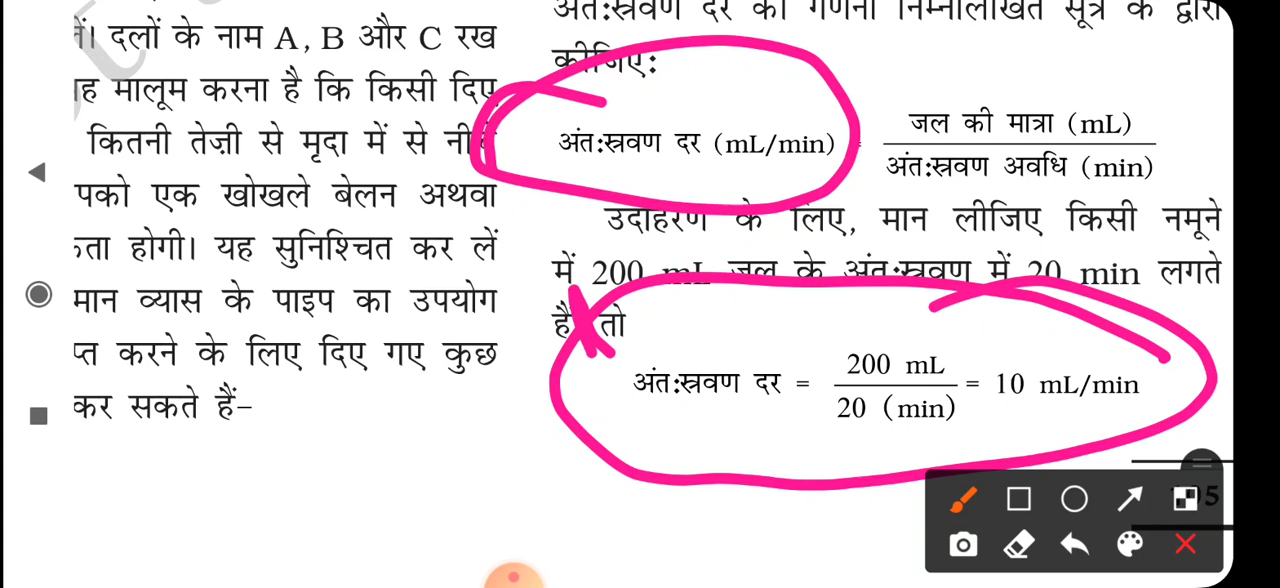 दलों के नाम A, B और C रख
मालूम करना है कि किसी दिए
कितनी तेज़ी से मृदा में से
एक खोखले बेलन अथवा
होगी। यह सुनिश्चित कर लें
व्यास के पाइप का उपयोग
करने के लिए दिए गए कुछ
कर सकते हैं–
अंत:स्रवण दर की गणना निम्नलिखित सूत्र के द्वारा
कीजिए:
अंत:स्रवण दर (mL/min) = जल की मात्रा (mL)
अंत:स्रवण अवधि (min)
उदाहरण के लिए, मान लीजिए किसी नमूने
में 200 mL जल के अंत:स्रवण में 20 min लगते
तो
अंत:स्रवण दर = 200 mL / 20 (min) = 10 mL/min